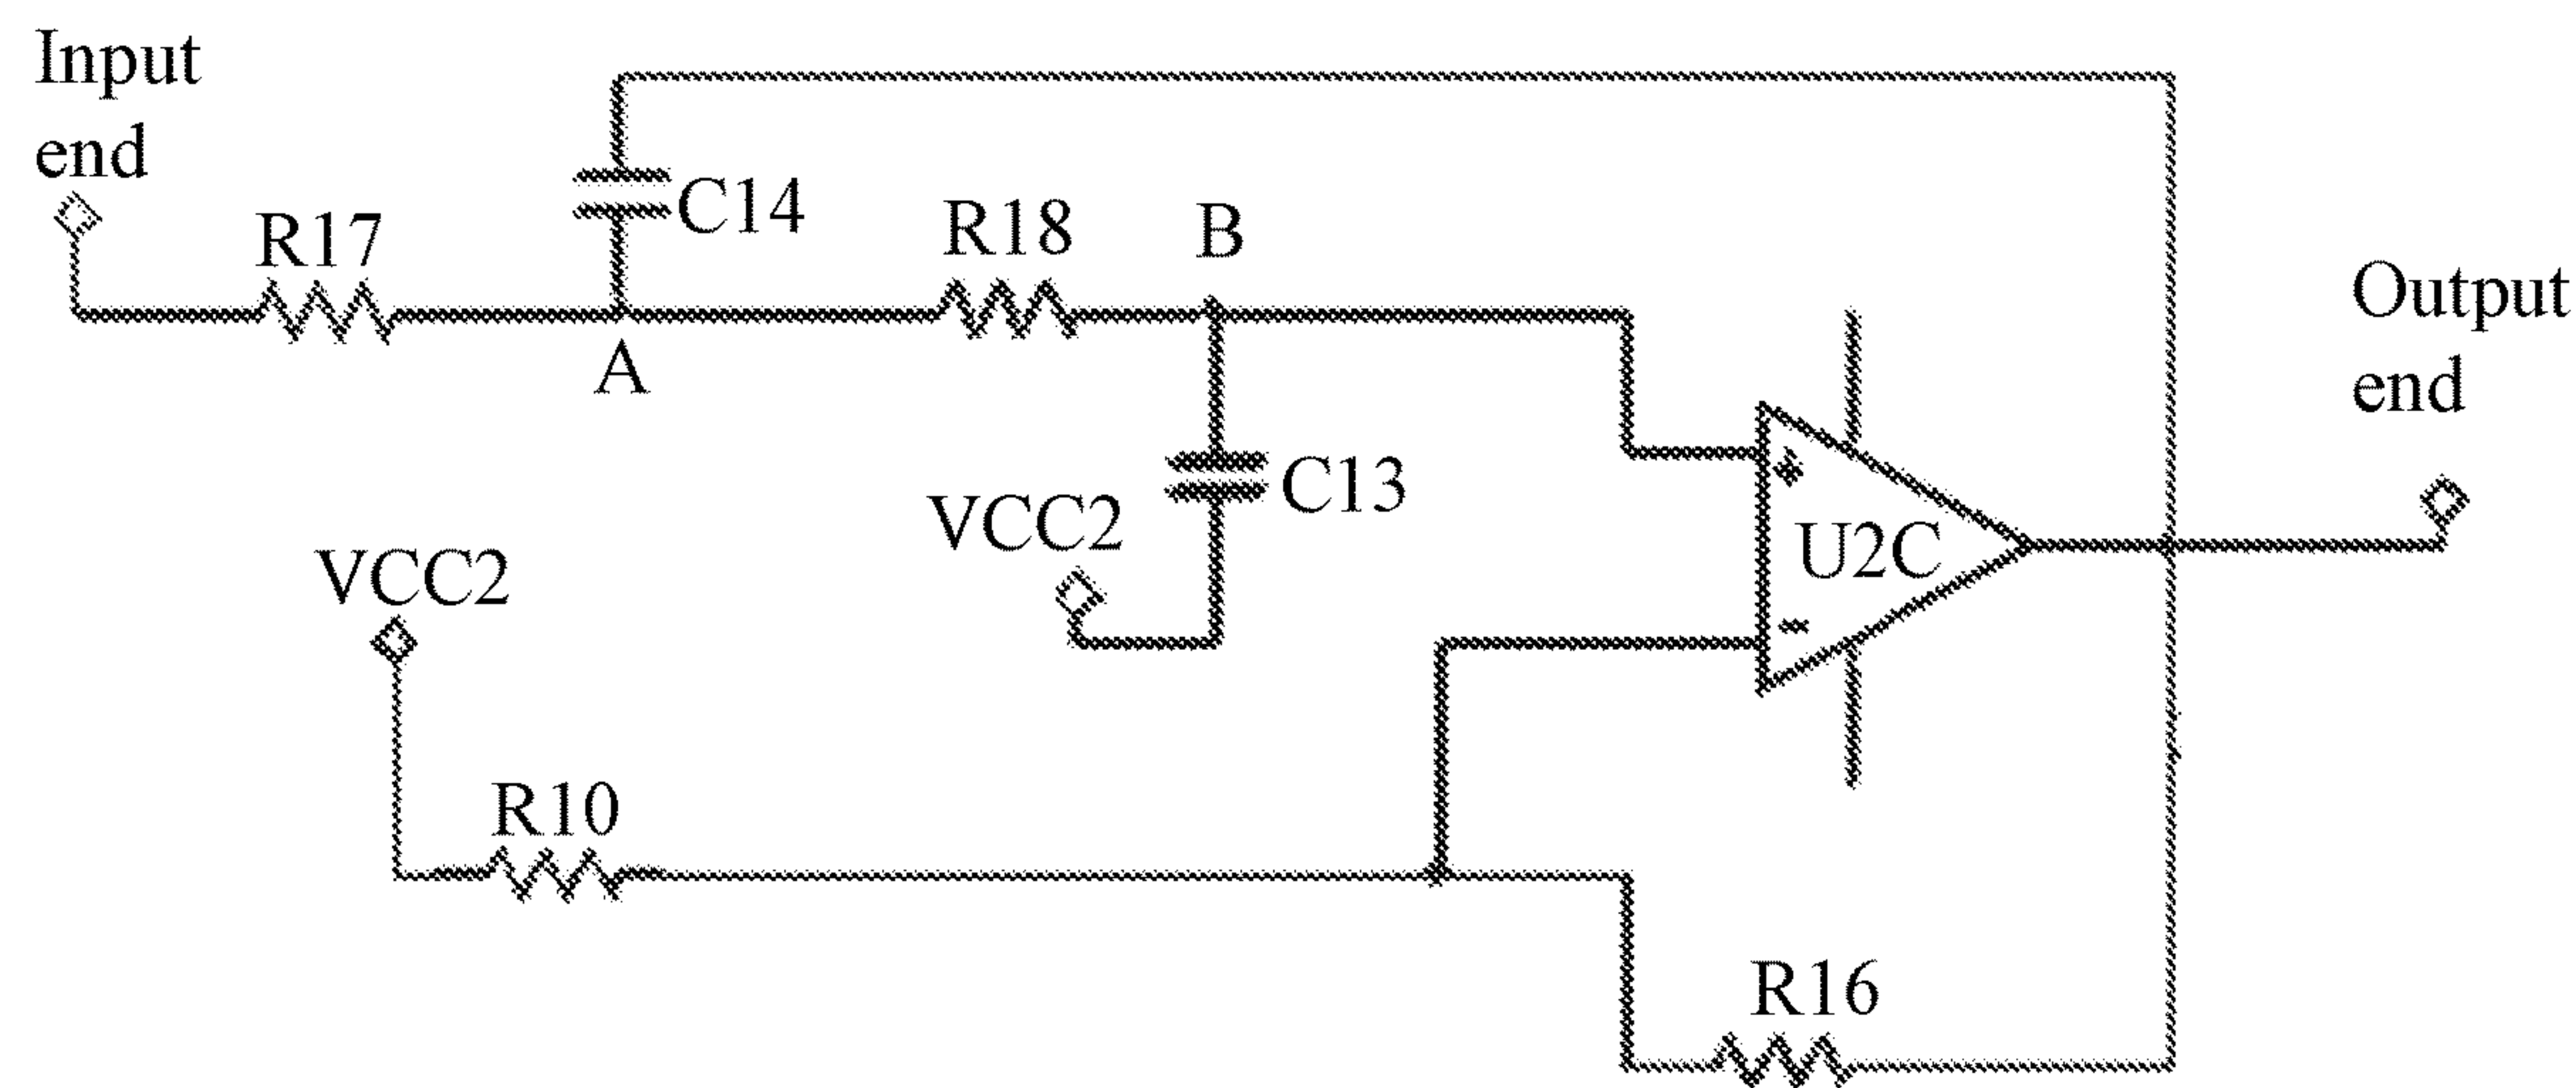 Input
end
R17
C14
A
R18
B
Output
end
VCC2
C13
VCC2
+
U2C
-
R10
R16